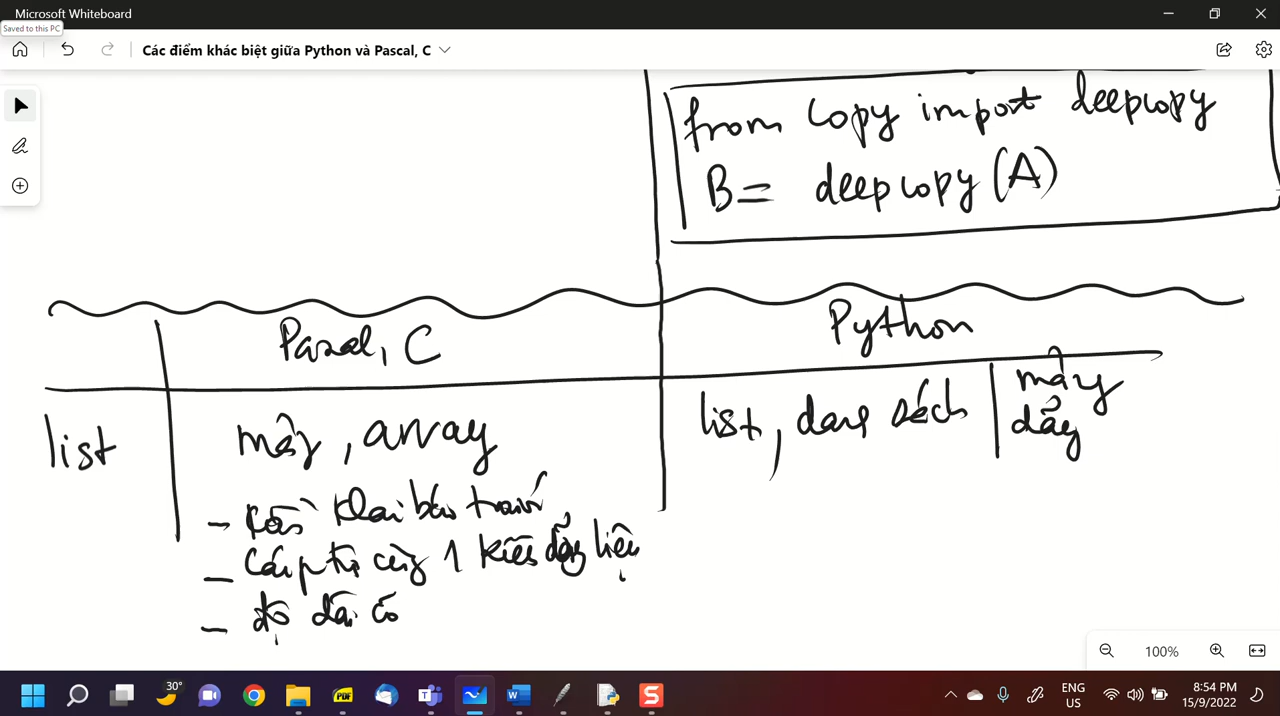 Microsoft Whiteboard
Saved to this PC
Các điểm khác biệt giữa Python và Pascal, C
from copy import deepcopy
B = deepcopy(A)
Pascal, C
Python
list
mảng, array
list, danh sách
mảng
dãy
- cần khai báo trước
- Các ptử cùng 1 kiểu dữ liệu
- độ dài cố
100%
30°
ENG
US
8:54 PM
15/9/2022